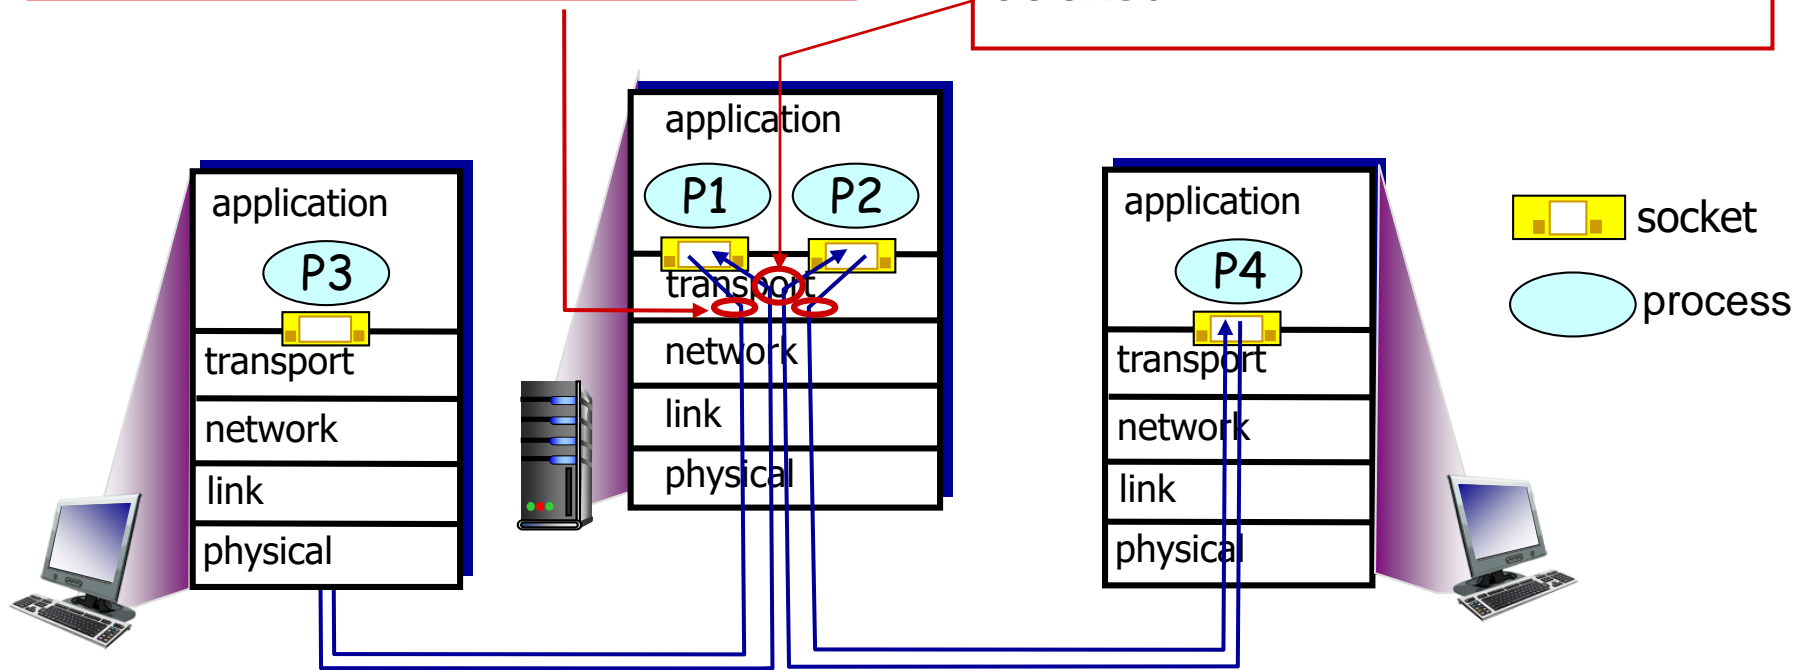 application
P1
P2
transport
network
link
physical
application
P3
transport
network
link
physical
application
P4
transport
network
link
physical
socket
process